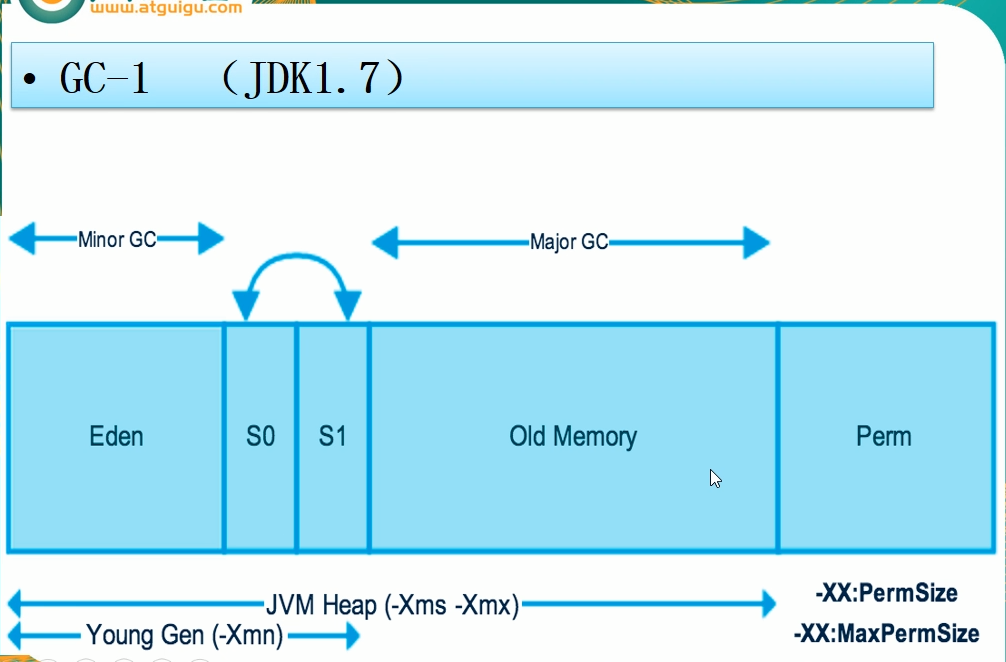 www.atguigu.com
• GC-1 （JDK1.7）
Minor GC
Major GC
Eden
S0
S1
Old Memory
Perm
JVM Heap (-Xms -Xmx)
-XX:PermSize
Young Gen (-Xmn)
-XX:MaxPermSize